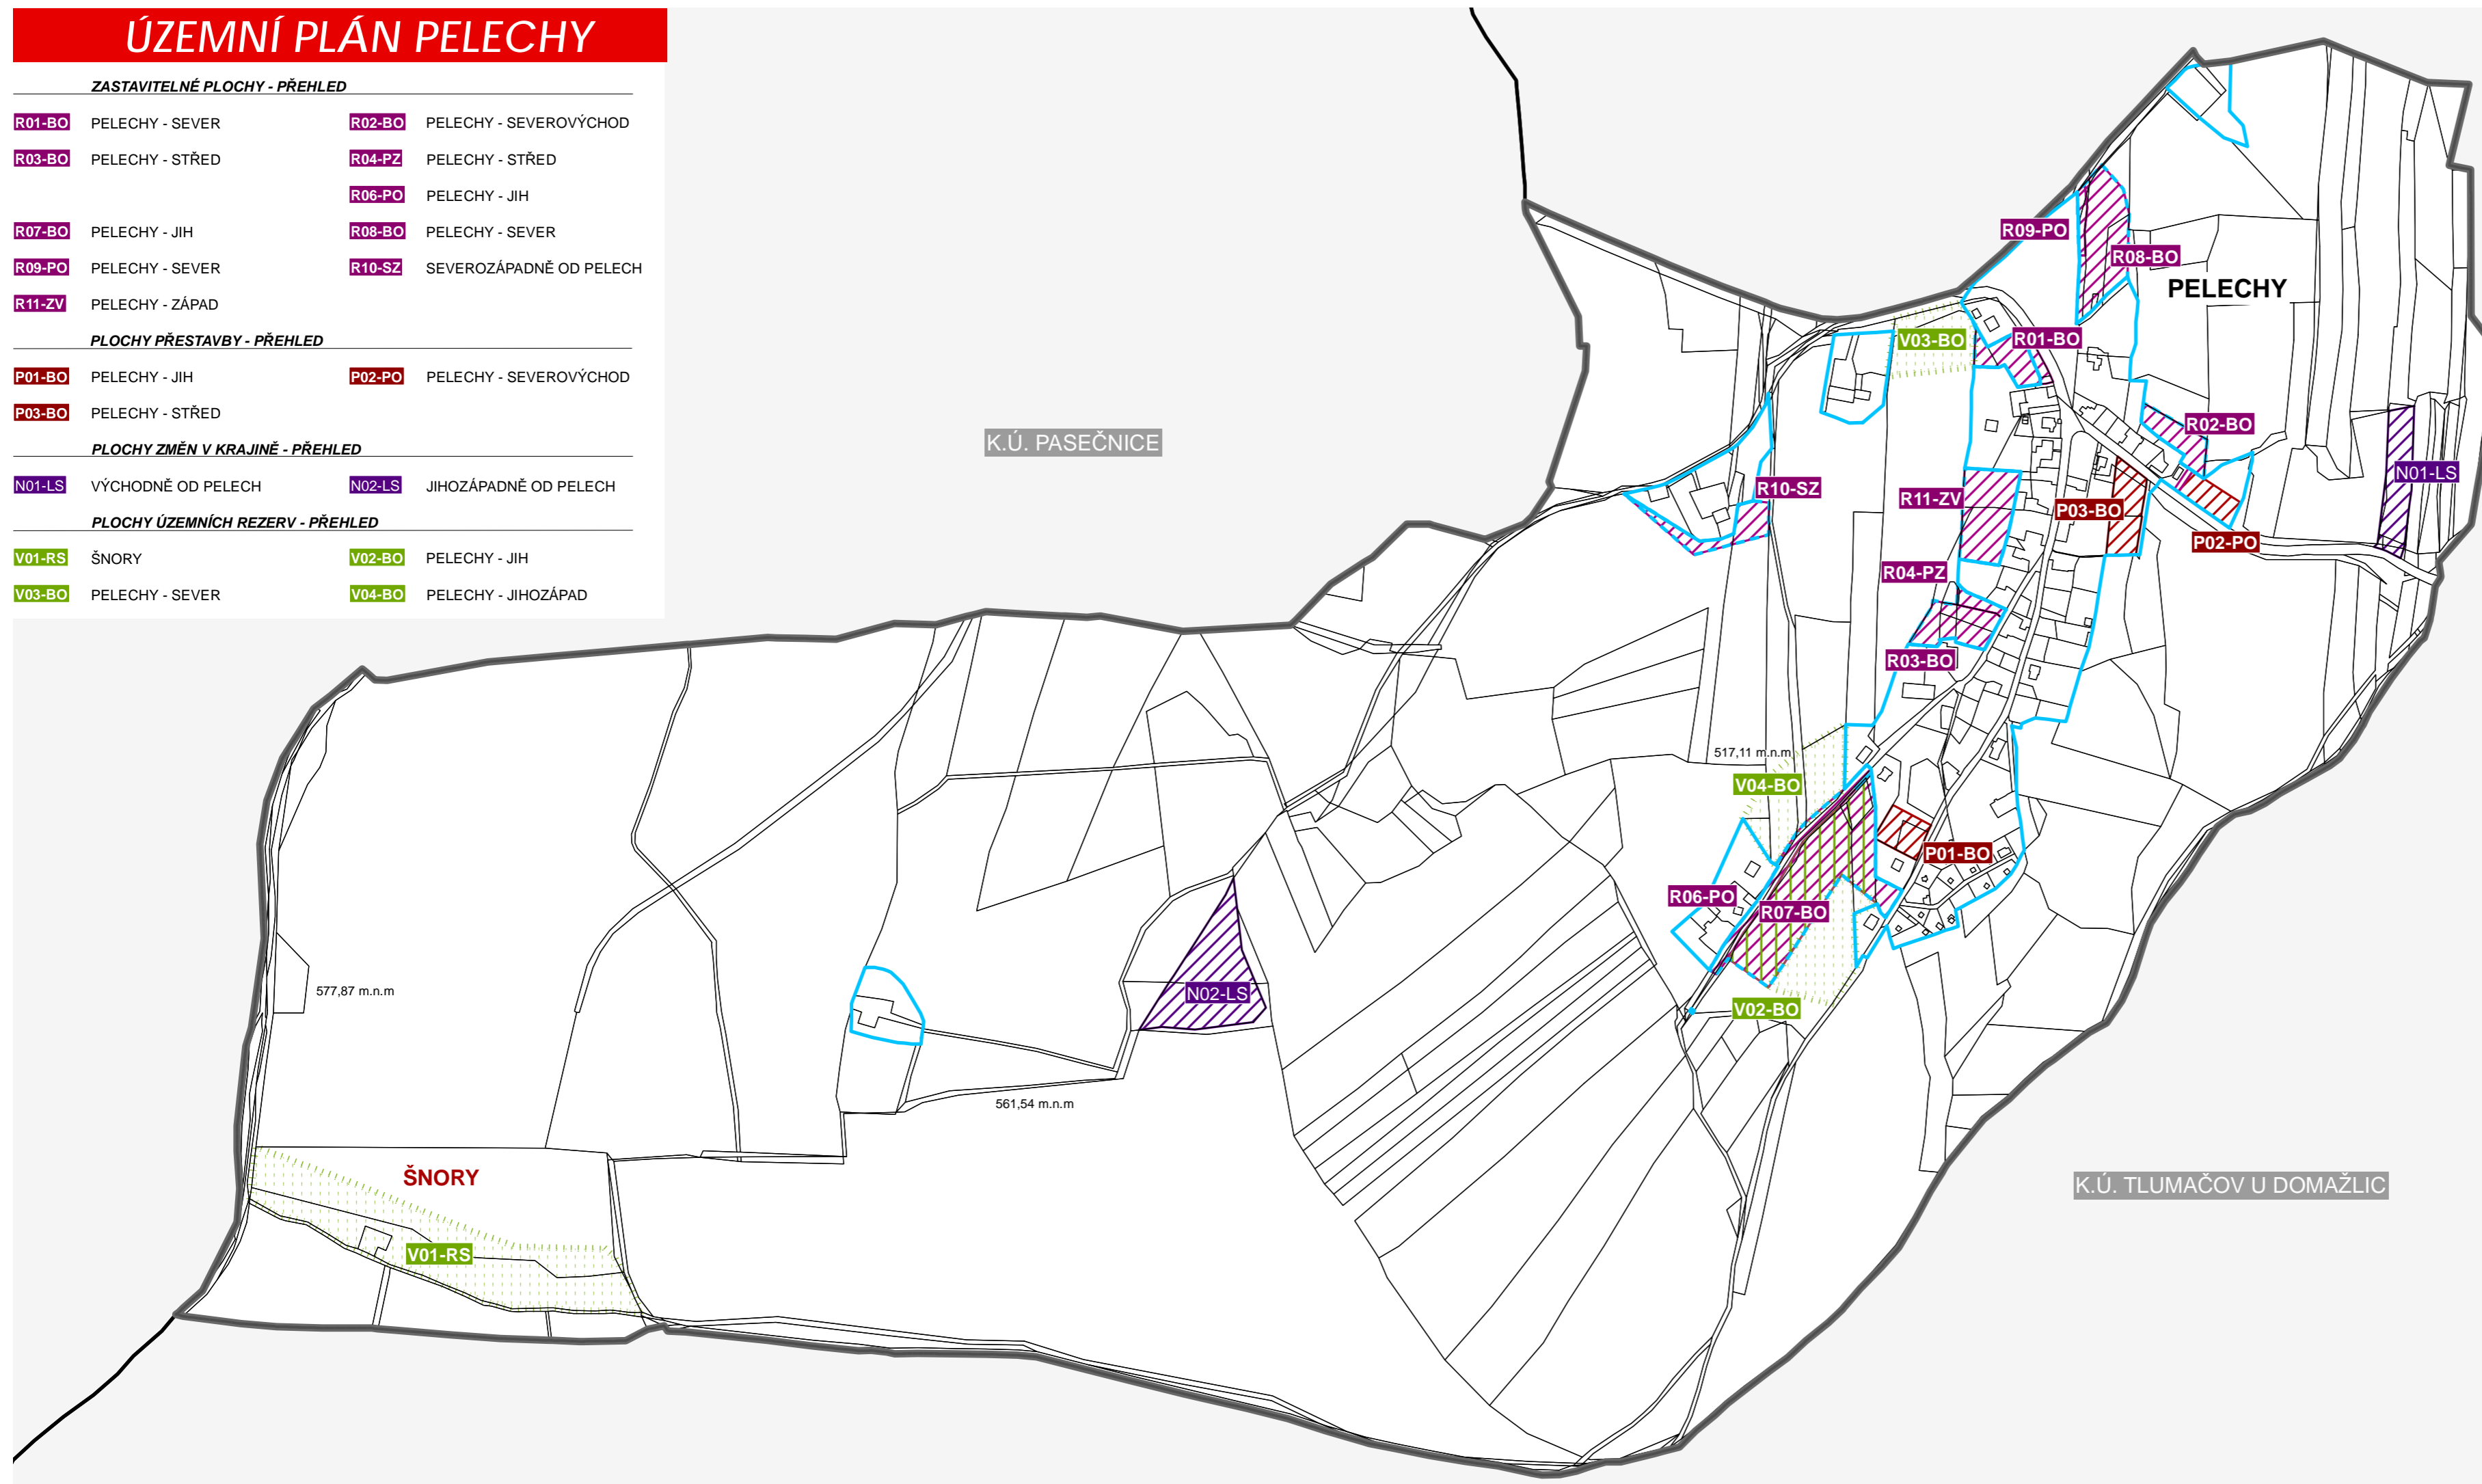 ÚZEMNÍ PLÁN PELECHY
ZASTAVITELNÉ PLOCHY - PŘEHLED
R01-BO PELECHY - SEVER R02-BO PELECHY - SEVEROVÝCHOD
R03-BO PELECHY - STŘED R04-PZ PELECHY - STŘED
R06-PO PELECHY - JIH
R07-BO PELECHY - JIH R08-BO PELECHY - SEVER
R09-PO PELECHY - SEVER R10-SZ SEVEROZÁPADNĚ OD PELECH
R11-ZV PELECHY - ZÁPAD
PLOCHY PŘESTAVBY - PŘEHLED
P01-BO PELECHY - JIH P02-PO PELECHY - SEVEROVÝCHOD
P03-BO PELECHY - STŘED
PLOCHY ZMĚN V KRAJINĚ - PŘEHLED
N01-LS VÝCHODNĚ OD PELECH N02-LS JIHOZÁPADNĚ OD PELECH
PLOCHY ÚZEMNÍCH REZERV - PŘEHLED
V01-RS ŠNORY V02-BO PELECHY - JIH
V03-BO PELECHY - SEVER V04-BO PELECHY - JIHOZÁPAD
R09-PO
R08-BO
PELECHY
V03-BO
R01-BO
R02-BO
K.Ú. PASEČNICE
N01-LS
R10-SZ
R11-ZV
P03-BO
P02-PO
R04-PZ
R03-BO
517,11 m.n.m
V04-BO
P01-BO
R06-PO
R07-BO
577,87 m.n.m
N02-LS
V02-BO
561,54 m.n.m
ŠNORY
K.Ú. TLUMAČOV U DOMAŽLIC
V01-RS